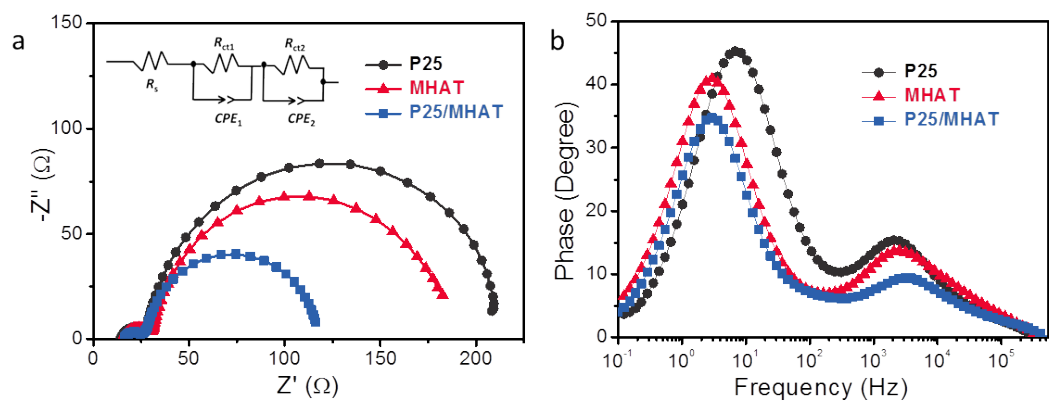 a
150
100
50
0
-Z'' (Ω)
0
50
100
150
200
Z' (Ω)
Rs
Rct1
Rct2
CPE1
CPE2
P25
MHAT
P25/MHAT
b
50
40
30
20
10
0
Phase (Degree)
10-1
100
101
102
103
104
105
Frequency (Hz)
P25
MHAT
P25/MHAT